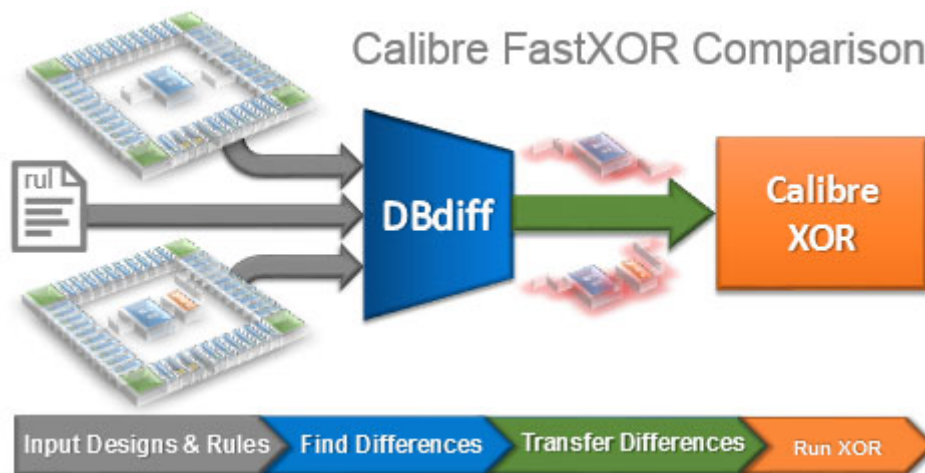 Calibre FastXOR Comparison
rul
DBdiff
Calibre
XOR
Input Designs & Rules
Find Differences
Transfer Differences
Run XOR